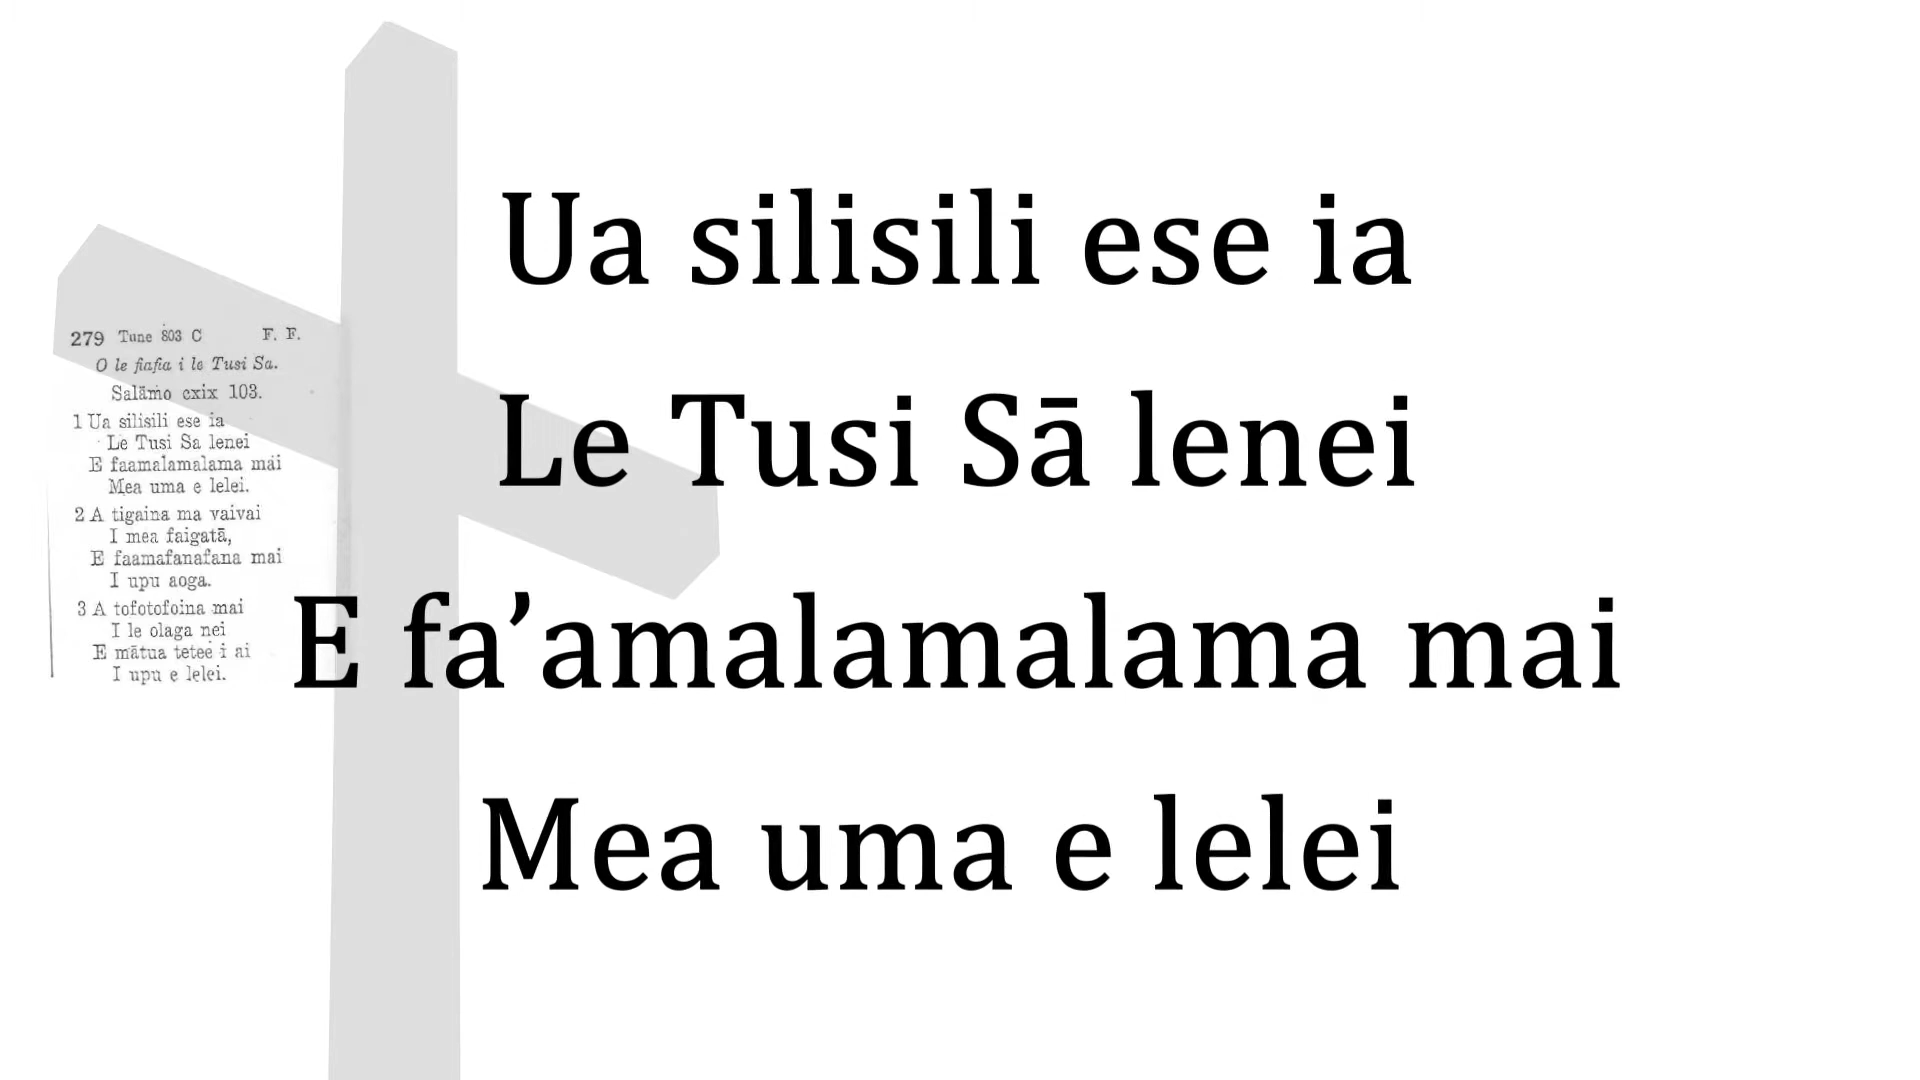 Ua silisili ese ia
Le Tusi Sā lenei
E fa’amalamalama mai
Mea uma e lelei
279 Tune 803 C F. F.
O le fiafia i le Tusi Sa.
Salāmo cxix 103.
1 Ua silisili ese ia
Le Tusi Sa lenei
E faamalamalama mai
Mea uma e lelei.
2 A tigaina ma vaivai
I mea faigatā,
E faamafanafana mai
I upu aoga.
3 A tofotofoina mai
I le olaga nei
E mātua tetee i ai
I upu e lelei.